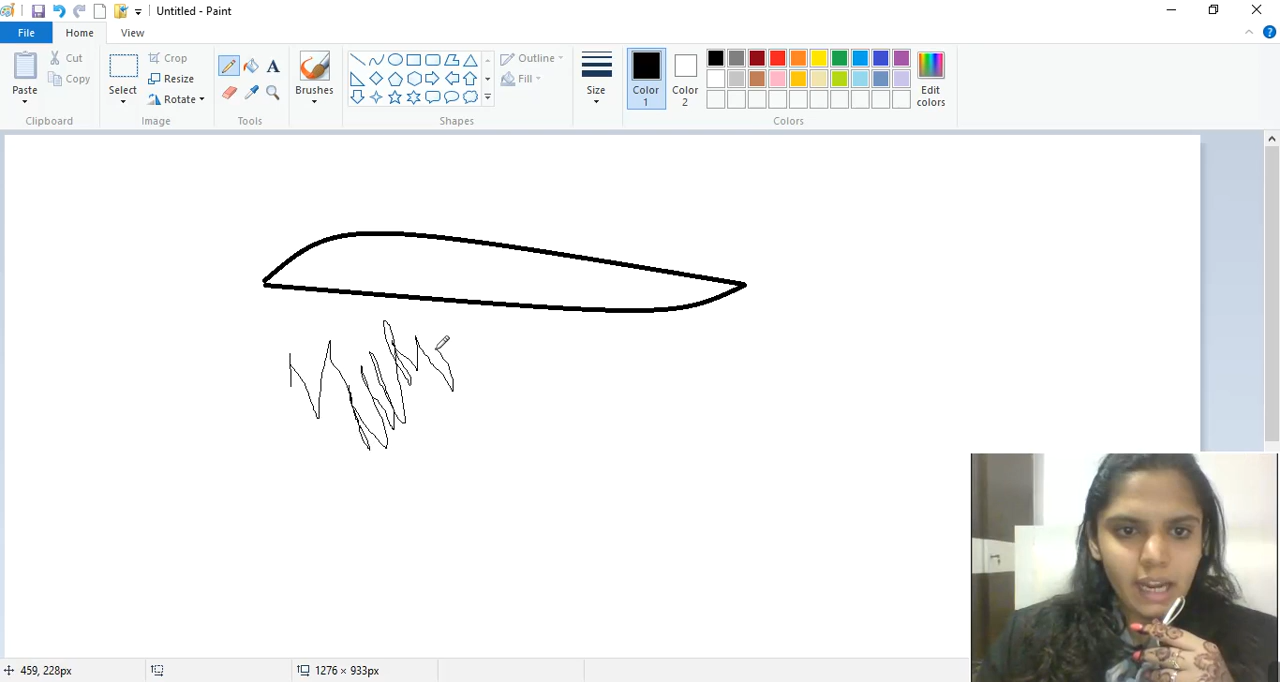 Untitled - Paint
File Home View
Paste
Cut
Copy
Clipboard
Select
Crop
Resize
Rotate
Image
A
Tools
Brushes
Outline
Fill
Shapes
Size
Color
1
Color
2
Edit
colors
Colors
459, 228px
1276 × 933px